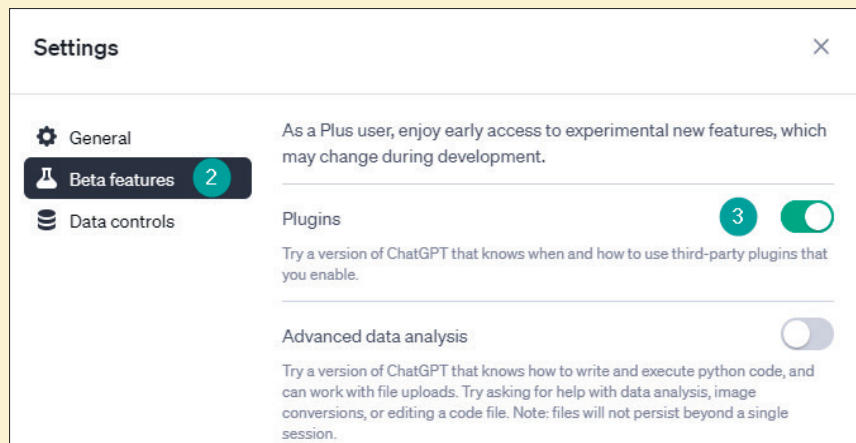 Settings
General
Beta features 2
Data controls
As a Plus user, enjoy early access to experimental new features, which
may change during development.
Plugins 3
Try a version of ChatGPT that knows when and how to use third-party plugins that
you enable.
Advanced data analysis
Try a version of ChatGPT that knows how to write and execute python code, and
can work with file uploads. Try asking for help with data analysis, image
conversions, or editing a code file. Note: files will not persist beyond a single
session.